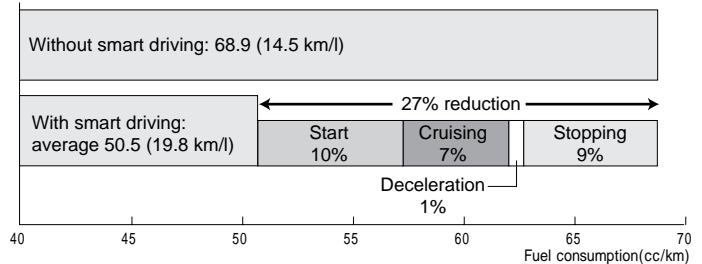 Without smart driving: 68.9 (14.5 km/l)
27% reduction
With smart driving:
average 50.5 (19.8 km/l)
Start
10%
Cruising
7%
Stopping
9%
Deceleration
1%
40 45 50 55 60 65 70
Fuel consumption(cc/km)